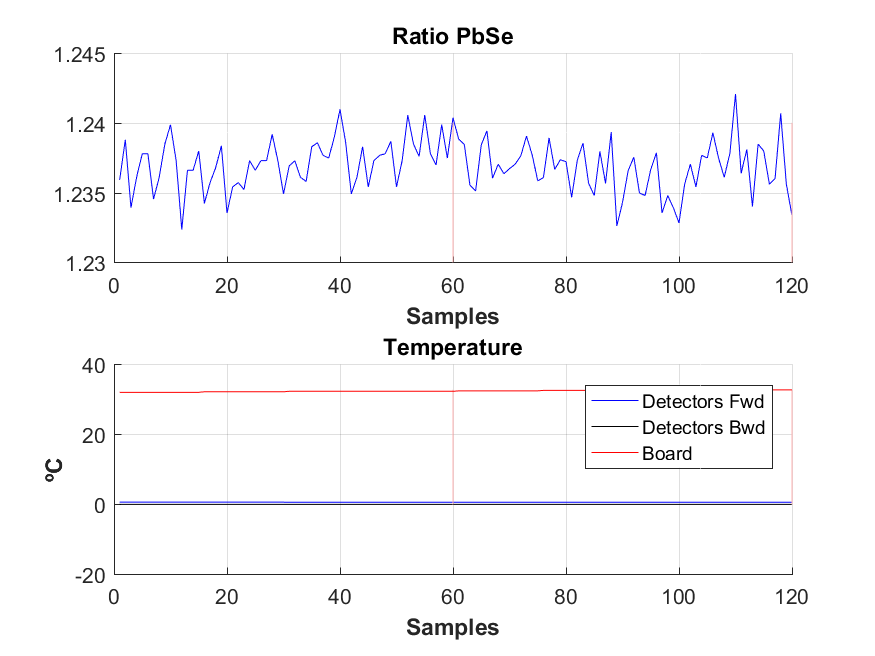 Ratio PbSe
1.245
1.24
1.235
1.23
0 20 40 60 80 100 120
Samples
Temperature
40
20
0
-20
ºC
Detectors Fwd
Detectors Bwd
Board
0 20 40 60 80 100 120
Samples